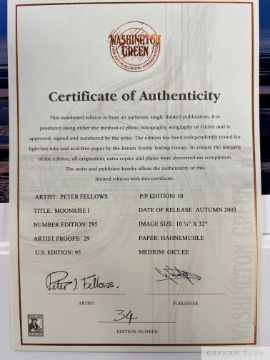 WASHINGTON
GREEN
Certificate of Authenticity
This numbered edition is from an authentic single limited publication. It is
produced using either the method of plano lithography, serigraphy or Giclee and is
approved, signed and numbered by the artist. The edition has been independently tested for
light-fast inks and acid-free paper by the British Textile Testing Group. To ensure the integrity
of the edition, all origination, extra copies and plates were destroyed on completion.
The artist and publisher hereby affirm the authenticity of this
limited edition with this certificate.
ARTIST: PETER FELLOWS
P/P EDITION: 10
TITLE: MOONRISE I
DATE OF RELEASE: AUTUMN 2003
NUMBER EDITION: 295
IMAGE SIZE: 10 ¼" X 32"
ARTIST PROOFS: 29
PAPER: HAHNEMUHLE
U.S. EDITION: 95
MEDIUM: GICLEE
Peter J Fellows.
ARTIST
PUBLISHER
34
EDITION NUMBER
WASHINGTON
GREEN
GRAHAM BUDD